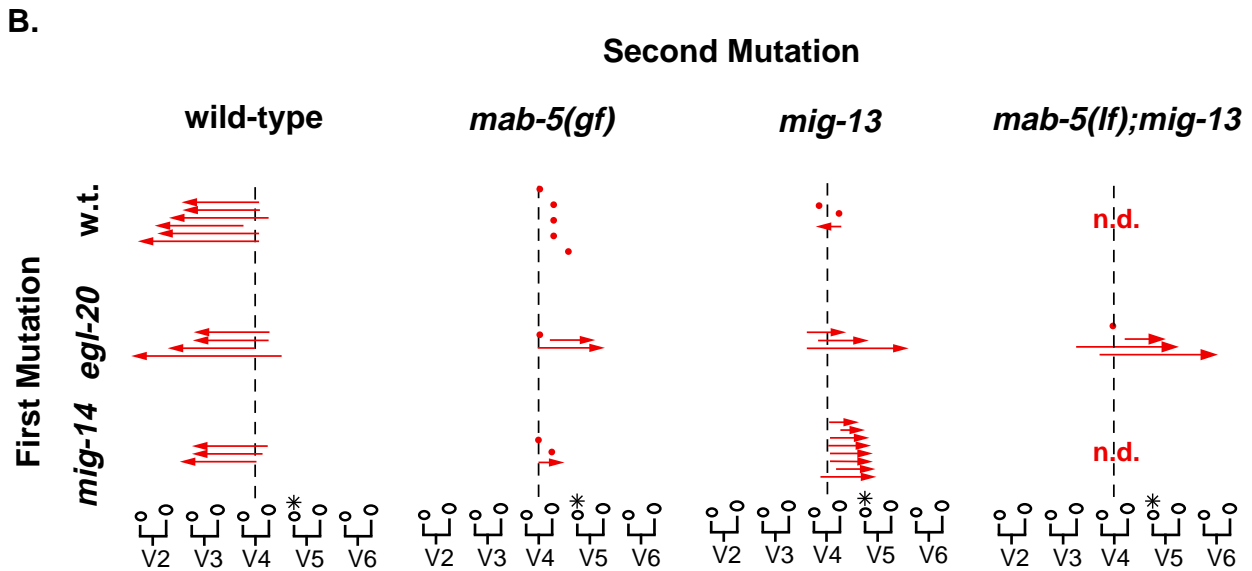 B.
Second Mutation
wild-type mab-5(gf) mig-13 mab-5(lf);mig-13
First Mutation
w.t.
n.d.
egl-20
mig-14
n.d.
* * * *
V2 V3 V4 V5 V6 V2 V3 V4 V5 V6 V2 V3 V4 V5 V6 V2 V3 V4 V5 V6